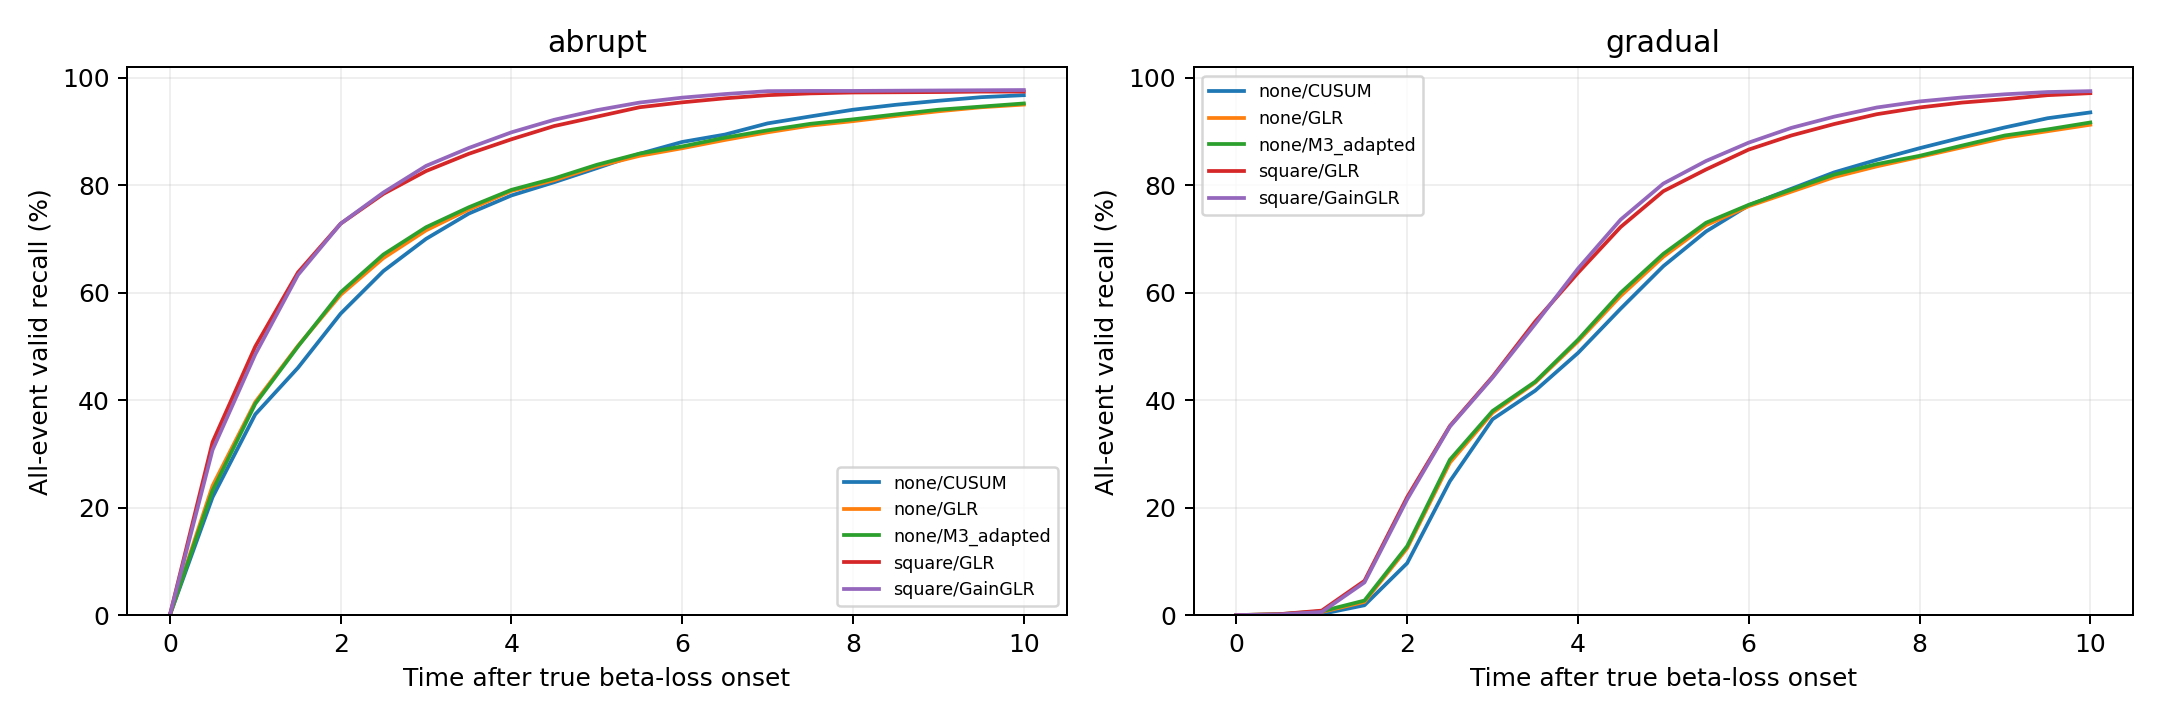 abrupt
All-event valid recall (%)
100
80
60
40
20
0
none/CUSUM
none/GLR
none/M3_adapted
square/GLR
square/GainGLR
0 2 4 6 8 10
Time after true beta-loss onset
gradual
All-event valid recall (%)
100
80
60
40
20
0
none/CUSUM
none/GLR
none/M3_adapted
square/GLR
square/GainGLR
0 2 4 6 8 10
Time after true beta-loss onset